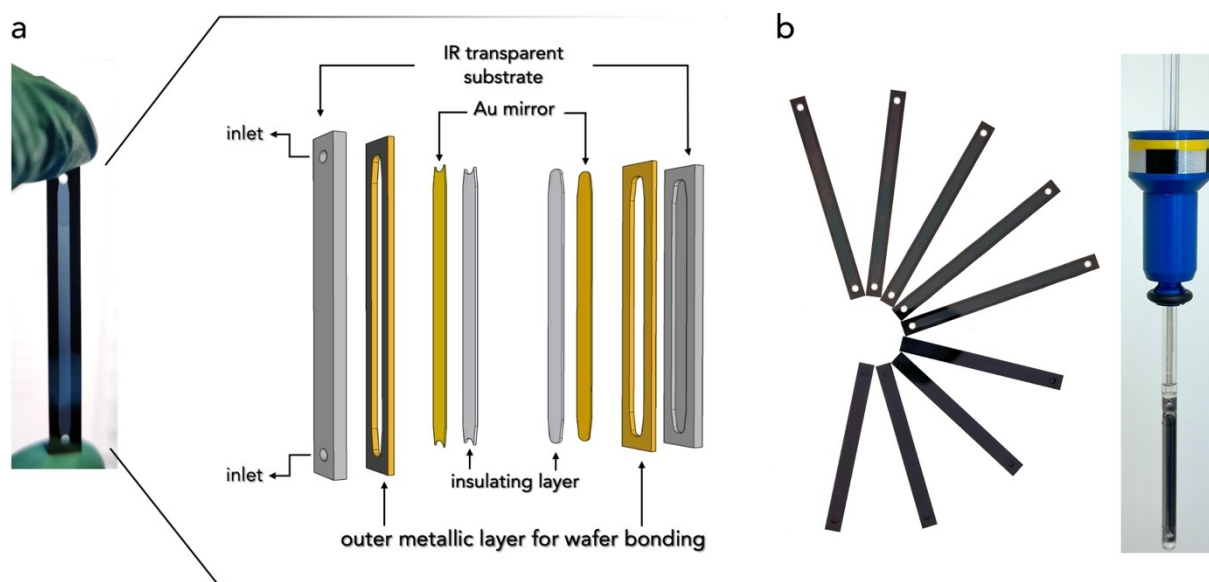 a
IR transparent
substrate
Au mirror
inlet
inlet
insulating layer
outer metallic layer for wafer bonding
b